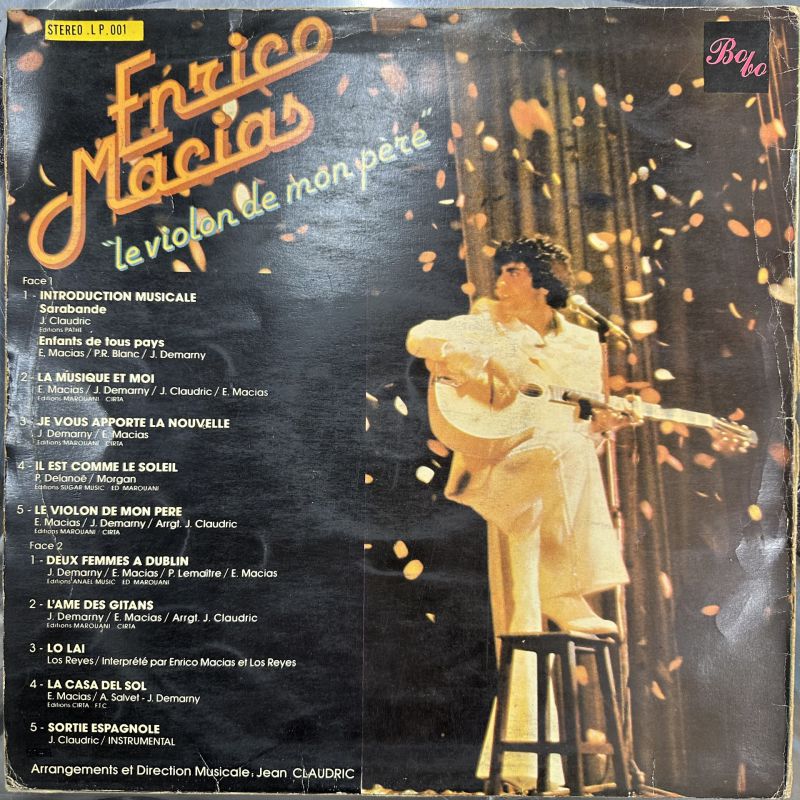 STEREO . L P . 001
Bobo
Enrico
Macias
"le violon de mon père"
Face 1
1 - INTRODUCTION MUSICALE
Sarabande
J. Claudric
Editions PATHE
Enfants de tous pays
E. Macias / P.R. Blanc / J. Demarny
2 - LA MUSIQUE ET MOI
E. Macias / J. Demarny / J. Claudric / E. Macias
Editions MAROUANI CIRTA
3 - JE VOUS APPORTE LA NOUVELLE
J. Demarny / E. Macias
Editions MAROUANI CIRTA
4 - IL EST COMME LE SOLEIL
P. Delanoë / Morgan
Editions SUGAR MUSIC ED MAROUANI
5 - LE VIOLON DE MON PERE
E. Macias / J. Demarny / Arrgt. J. Claudric
Editions MAROUANI CIRTA
Face 2
1 - DEUX FEMMES A DUBLIN
J. Demarny / E. Macias / P. Lemaître / E. Macias
Editions ANAEL MUSIC ED MAROUANI
2 - L'AME DES GITANS
J. Demarny / E. Macias / Arrgt. J. Claudric
Editions MAROUANI CIRTA
3 - LO LAI
Los Reyes / Interprété par Enrico Macias et Los Reyes
4 - LA CASA DEL SOL
E. Macias / A. Salvet - J. Demarny
Editions CIRTA F.T.C.
5 - SORTIE ESPAGNOLE
J. Claudric / INSTRUMENTAL
Arrangements et Direction Musicale : Jean CLAUDRIC